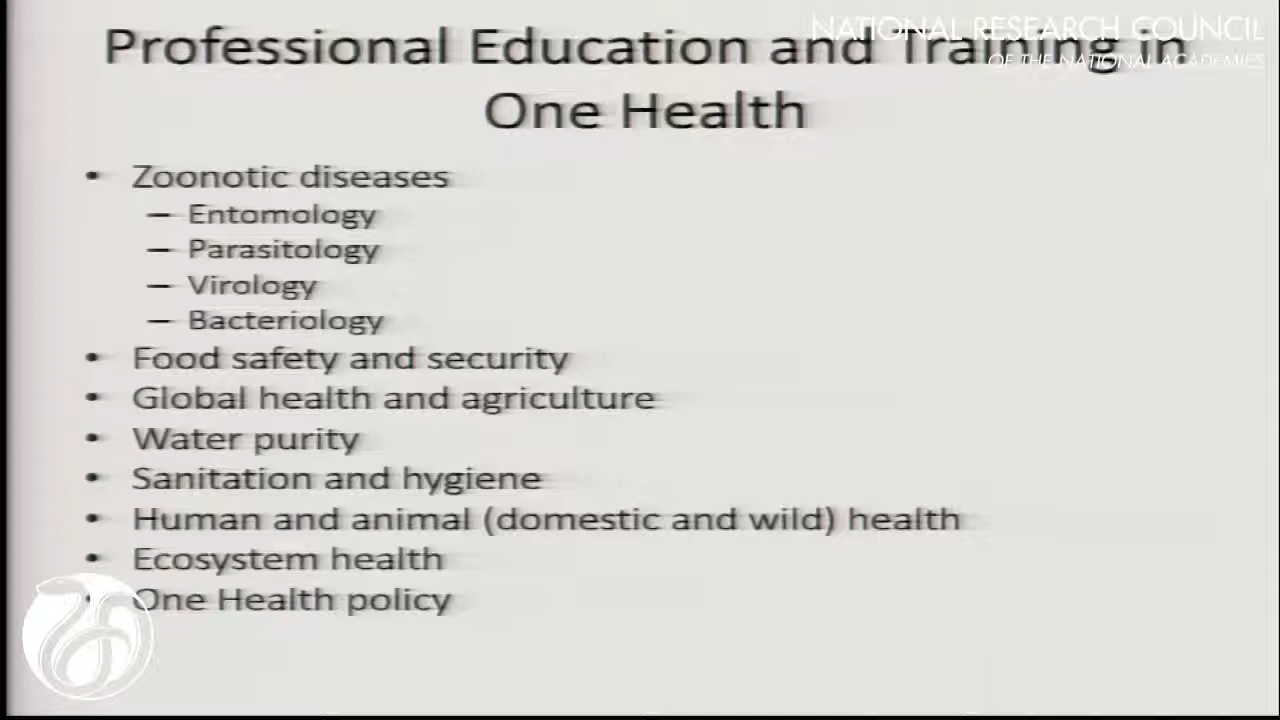 NATIONAL RESEARCH COUNCIL
OF THE NATIONAL ACADEMIES
Professional Education and Training in
One Health
• Zoonotic diseases
– Entomology
– Parasitology
– Virology
– Bacteriology
• Food safety and security
• Global health and agriculture
• Water purity
• Sanitation and hygiene
• Human and animal (domestic and wild) health
• Ecosystem health
• One Health policy